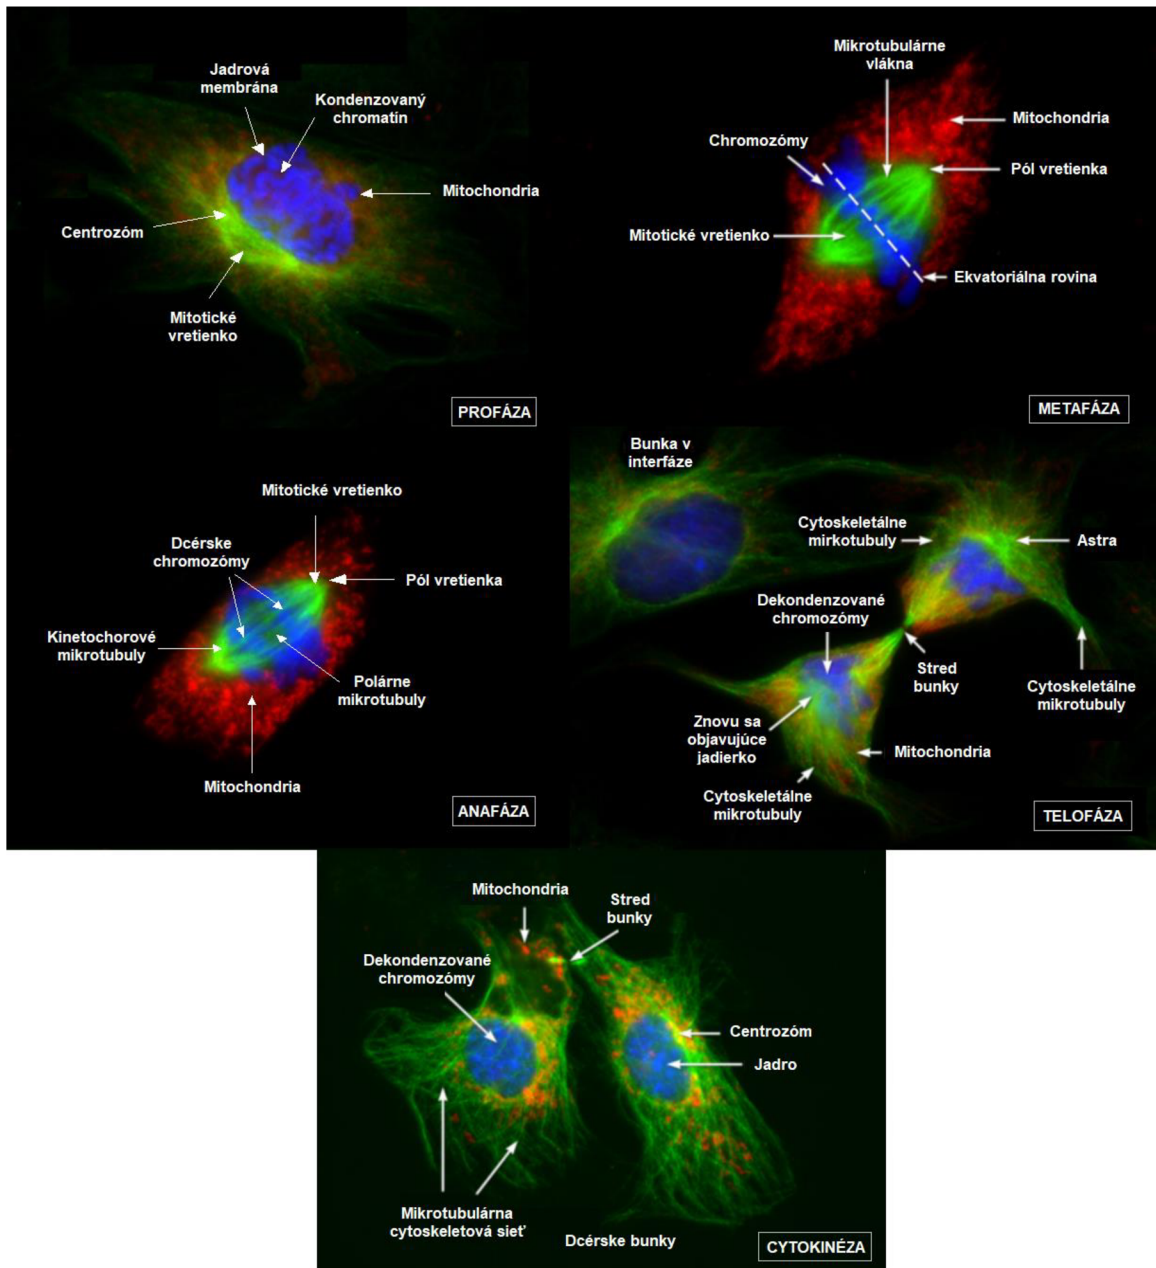 Jadrová
membrána
Kondenzovaný
chromatín
Mitochondria
Centrozóm
Mitotické
vretienko
PROFÁZA
Mikrotubulárne
vlákna
Mitochondria
Chromozómy
Pól vretienka
Mitotické vretienko
Ekvatoriálna rovina
METAFÁZA
Mitotické vretienko
Dcérske
chromozómy
Pól vretienka
Kinetochorové
mikrotubuly
Polárne
mikrotubuly
Mitochondria
ANAFÁZA
Bunka v
interfáze
Cytoskeletálne
mirkotubuly
Astra
Dekondenzované
chromozómy
Stred
bunky
Cytoskeletálne
mikrotubuly
Znovu sa
objavujúce
jadierko
Mitochondria
Cytoskeletálne
mikrotubuly
TELOFÁZA
Mitochondria
Stred
bunky
Dekondenzované
chromozómy
Centrozóm
Jadro
Mikrotubulárna
cytoskeletová sieť
Dcérske bunky
CYTOKINÉZA